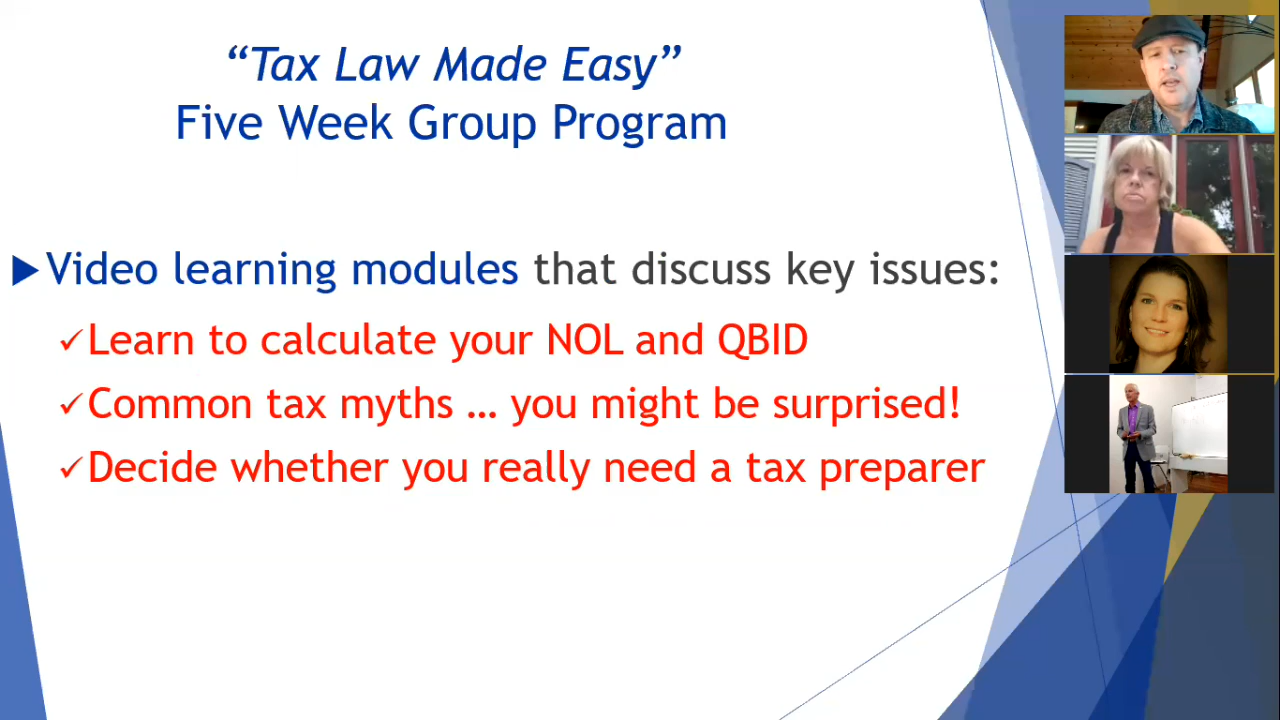 “Tax Law Made Easy”
Five Week Group Program
Video learning modules that discuss key issues:
Learn to calculate your NOL and QBID
Common tax myths … you might be surprised!
Decide whether you really need a tax preparer